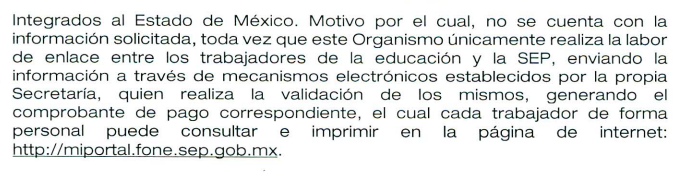 Integrados al Estado de México. Motivo por el cual, no se cuenta con la
información solicitada, toda vez que este Organismo únicamente realiza la labor
de enlace entre los trabajadores de la educación y la SEP, enviando la
información a través de mecanismos electrónicos establecidos por la propia
Secretaría, quien realiza la validación de los mismos, generando el
comprobante de pago correspondiente, el cual cada trabajador de forma
personal puede consultar e imprimir en la página de internet:
http://miportal.fone.sep.gob.mx.